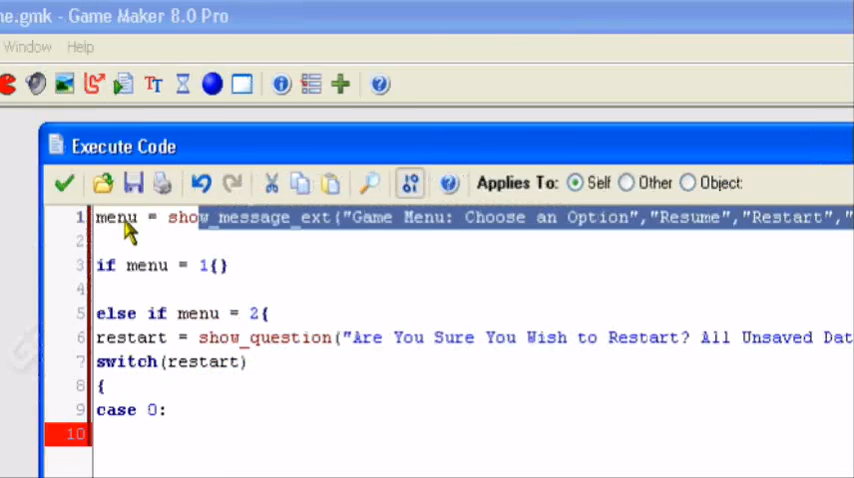 me.gmk - Game Maker 8.0 Pro
Window Help
Execute Code
Applies To: Self Other Object:
1 menu = show_message_ext("Game Menu: Choose an Option","Resume","Restart","
2
3 if menu = 1{}
4
5 else if menu = 2{
6 restart = show_question("Are You Sure You Wish to Restart? All Unsaved Dat
7 switch(restart)
8 {
9 case 0:
10